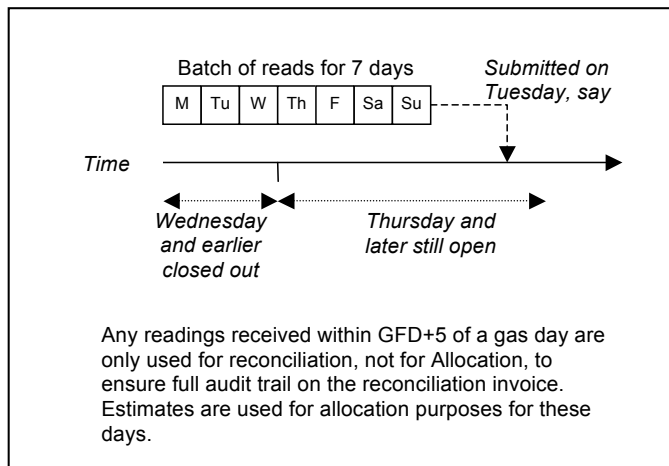 Batch of reads for 7 days
Submitted on
Tuesday, say
M Tu W Th F Sa Su
Time
Wednesday
and earlier
closed out
Thursday and
later still open
Any readings received within GFD+5 of a gas day are
only used for reconciliation, not for Allocation, to
ensure full audit trail on the reconciliation invoice.
Estimates are used for allocation purposes for these
days.